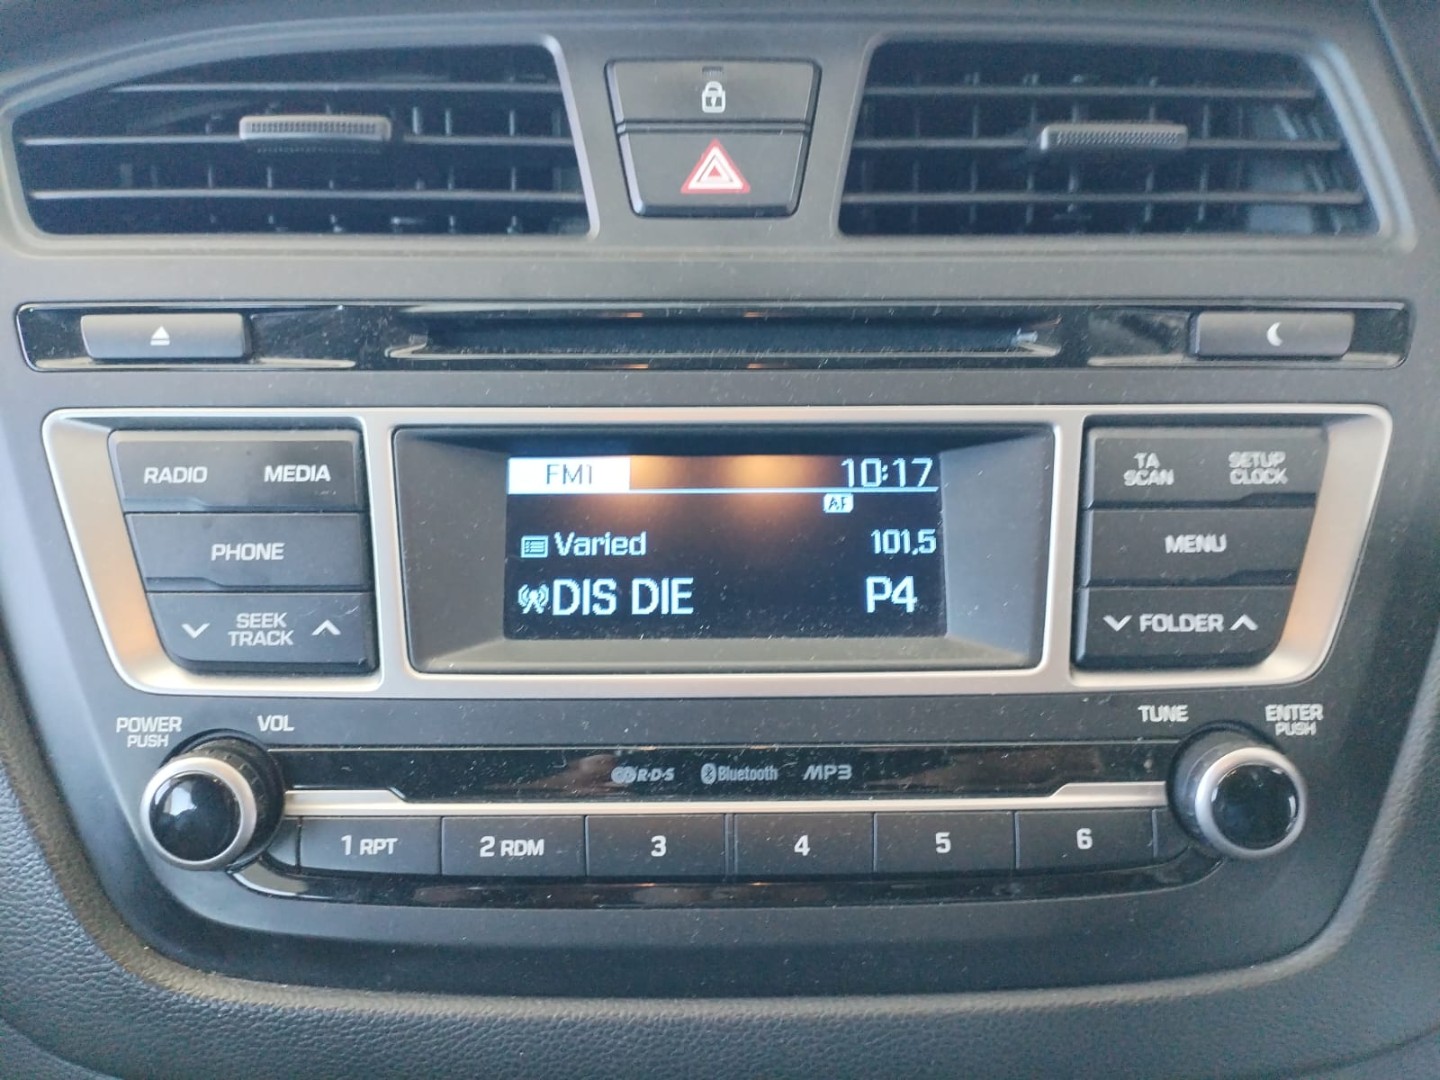 RADIO MEDIA
PHONE
SEEK
TRACK
FM1 10:17
AF
Varied 101.5
DIS DIE P4
TA
SCAN
SETUP
CLOCK
MENU
FOLDER
POWER
PUSH
VOL
TUNE
ENTER
PUSH
R·D·S Bluetooth MP3
1 RPT 2 RDM 3 4 5 6